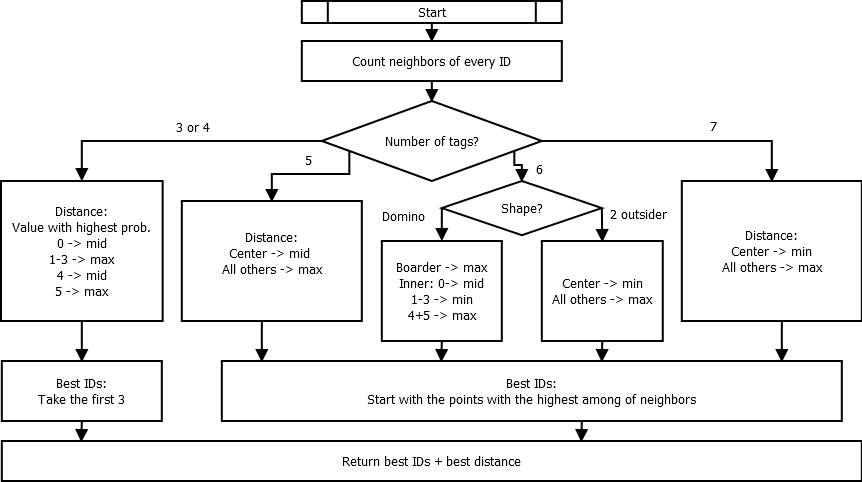 Start
Count neighbors of every ID
Number of tags?
3 or 4
5
6
7
Shape?
Domino
2 outsider
Distance:
Value with highest prob.
0 -> mid
1-3 -> max
4 -> mid
5 -> max
Distance:
Center -> mid
All others -> max
Boarder -> max
Inner: 0-> mid
1-3 -> min
4+5 -> max
Center -> min
All others -> max
Distance:
Center -> min
All others -> max
Best IDs:
Take the first 3
Best IDs:
Start with the points with the highest among of neighbors
Return best IDs + best distance